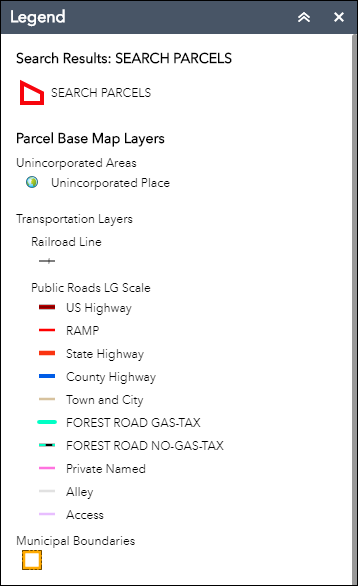 Legend
Search Results: SEARCH PARCELS
SEARCH PARCELS
Parcel Base Map Layers
Unincorporated Areas
Unincorporated Place
Transportation Layers
Railroad Line
Public Roads LG Scale
US Highway
RAMP
State Highway
County Highway
Town and City
FOREST ROAD GAS-TAX
FOREST ROAD NO-GAS-TAX
Private Named
Alley
Access
Municipal Boundaries